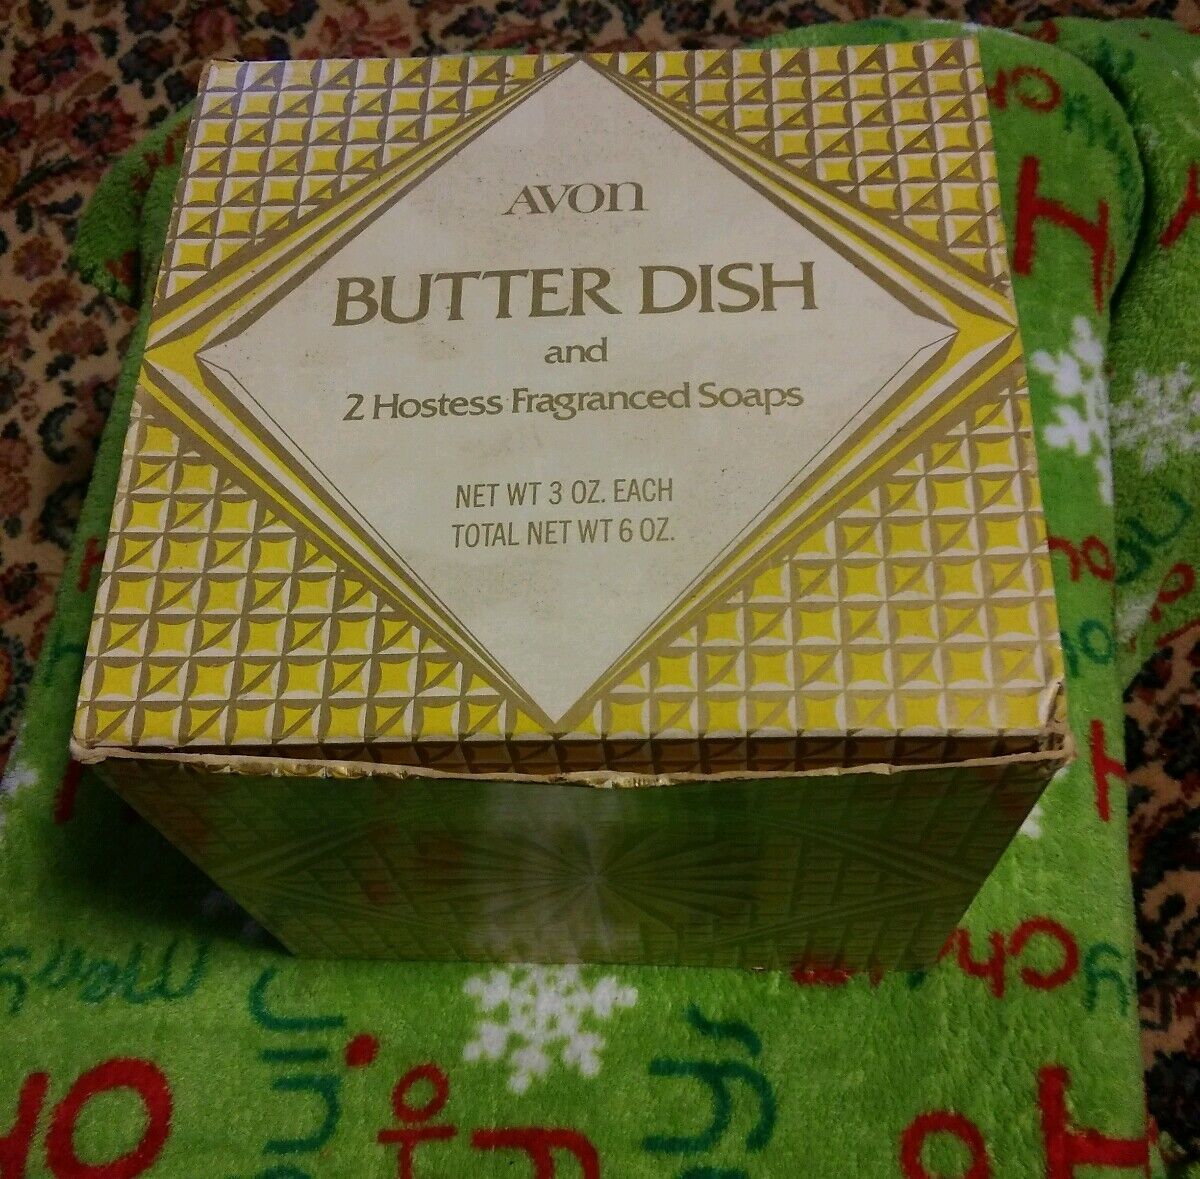 AVON
BUTTER DISH
and
2 Hostess Fragranced Soaps
NET WT 3 OZ. EACH
TOTAL NET WT 6 OZ.